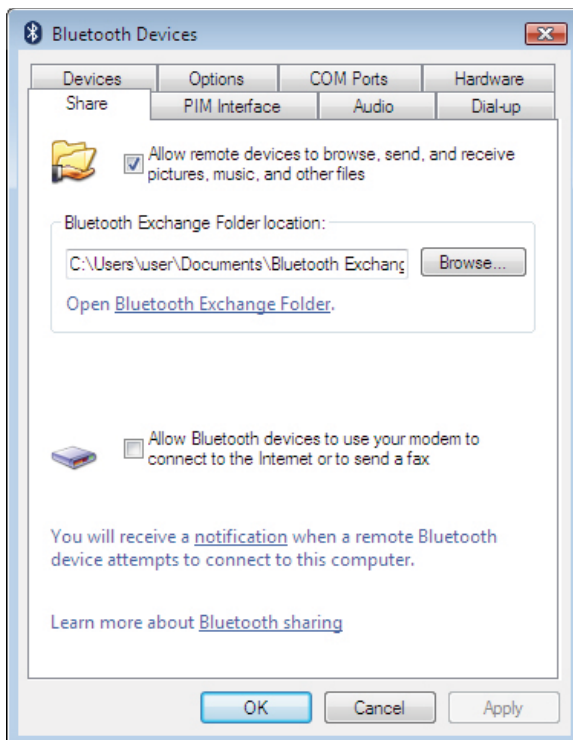 Bluetooth Devices
Devices Options COM Ports Hardware
Share PIM Interface Audio Dial-up
Allow remote devices to browse, send, and receive
pictures, music, and other files
Bluetooth Exchange Folder location:
C:\Users\user\Documents\Bluetooth Exchang Browse...
Open Bluetooth Exchange Folder.
Allow Bluetooth devices to use your modem to
connect to the Internet or to send a fax
You will receive a notification when a remote Bluetooth
device attempts to connect to this computer.
Learn more about Bluetooth sharing
OK Cancel Apply